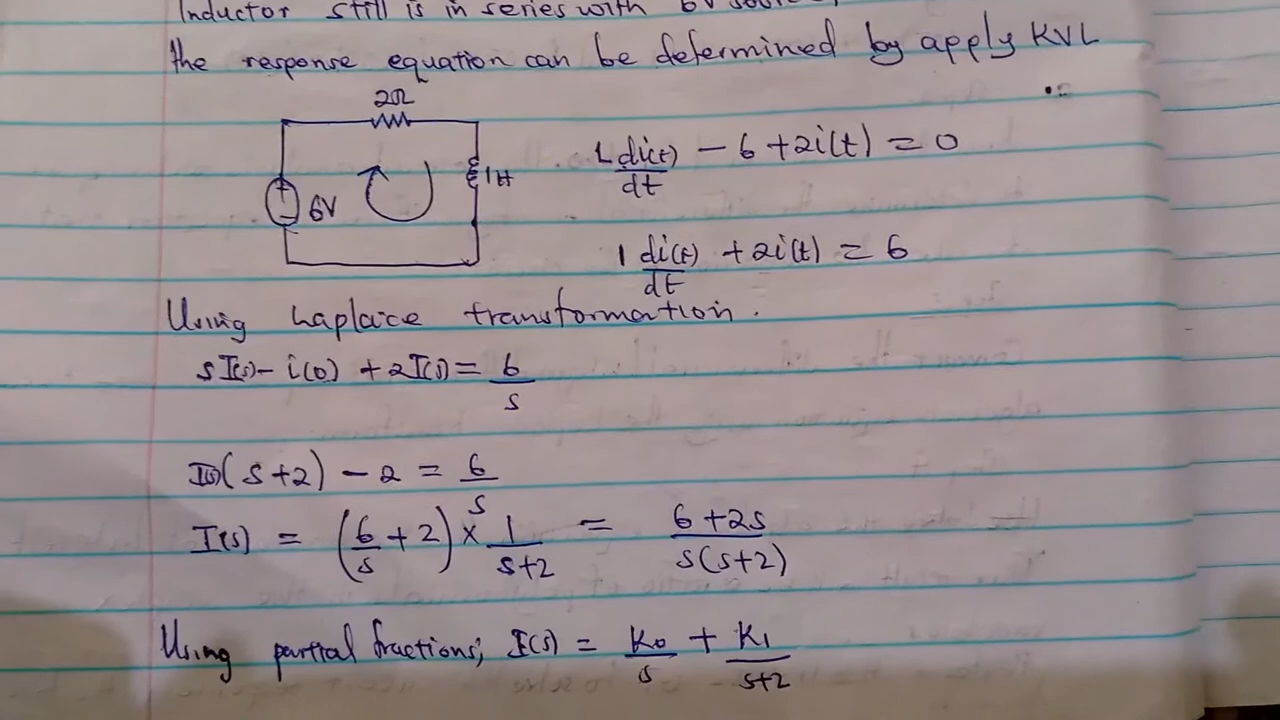 Inductor still is in series with 6V
the response equation can be determined by apply KVL
2Ω
1 di(t)/dt - 6 + 2i(t) = 0
1H
6V
1 di(t)/dt + 2i(t) = 6
Using Laplace transformation.
sI(s) - i(0) + 2I(s) = 6/s
I(s)(s+2) - 2 = 6/s
I(s) = (6/s + 2) × 1/s+2 = 6+2s/s(s+2)
Using partial fractions; I(s) = K0/s + K1/s+2